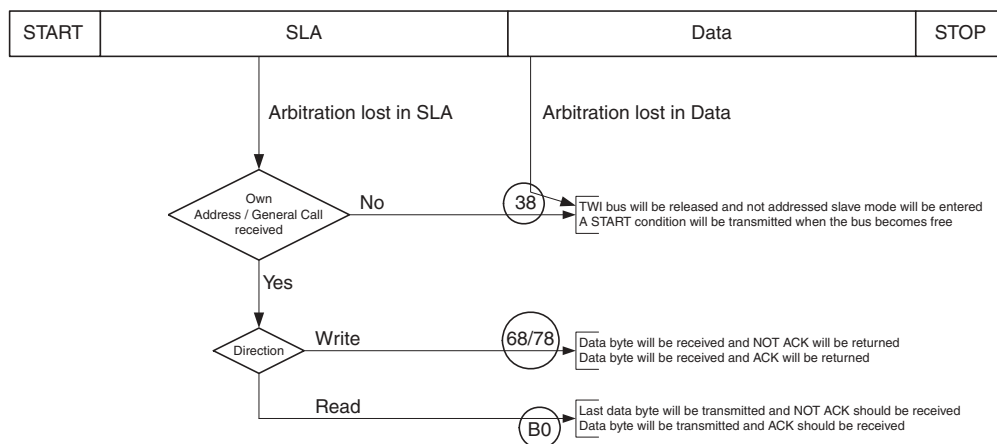 START SLA Data STOP
Arbitration lost in SLA Arbitration lost in Data
Own
Address / General Call
received
No
38
TWI bus will be released and not addressed slave mode will be entered
A START condition will be transmitted when the bus becomes free
Yes
Direction
Write
68/78
Data byte will be received and NOT ACK will be returned
Data byte will be received and ACK will be returned
Read
B0
Last data byte will be transmitted and NOT ACK should be received
Data byte will be transmitted and ACK should be received